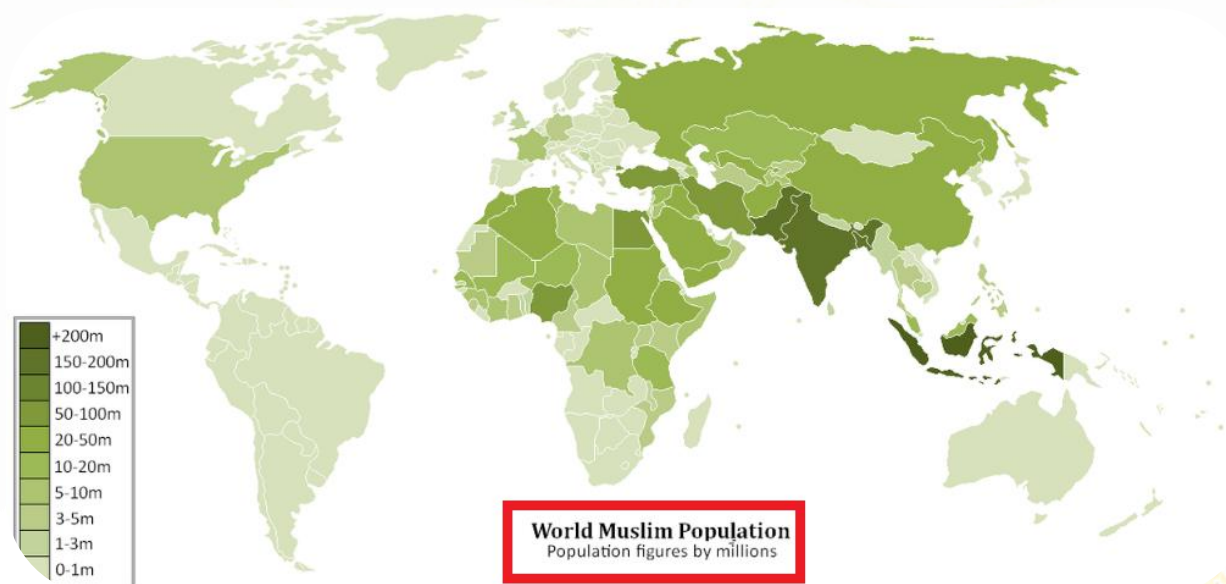 +200m
150-200m
100-150m
50-100m
20-50m
10-20m
5-10m
3-5m
1-3m
0-1m
World Muslim Population
Population figures by millions